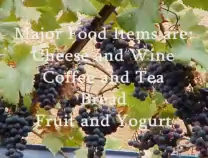 Major Food Items are:
Cheese and Wine
Coffee and Tea
Bread
Fruit and Yogurt